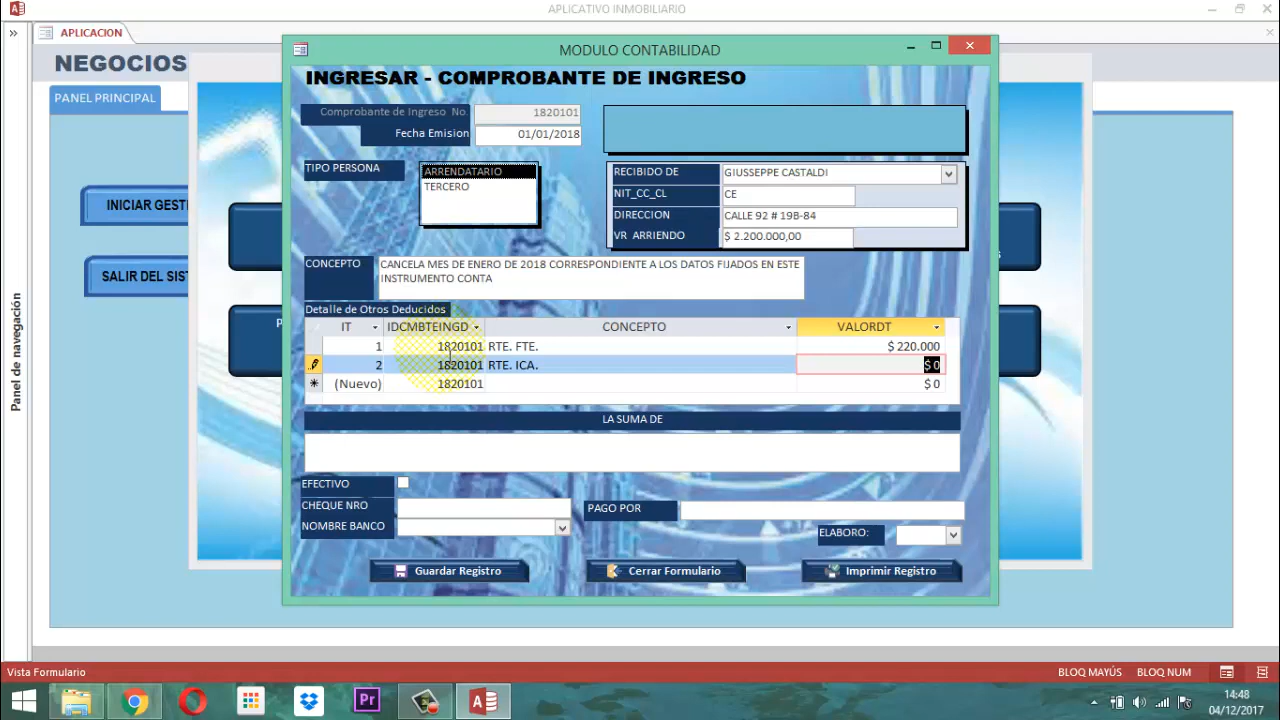 APLICATIVO INMOBILIARIO
APLICACION
NEGOCIOS
PANEL PRINCIPAL
INICIAR GESTI
SALIR DEL SIS
Panel de navegación
MODULO CONTABILIDAD
INGRESAR - COMPROBANTE DE INGRESO
Comprobante de Ingreso No. 1820101
Fecha Emision 01/01/2018
TIPO PERSONA
ARRENDATARIO
TERCERO
RECIBIDO DE GIUSSEPPE CASTALDI
NIT_CC_CL CE
DIRECCION CALLE 92 # 19B-84
VR ARRIENDO $ 2.200.000,00
CONCEPTO
CANCELA MES DE ENERO DE 2018 CORRESPONDIENTE A LOS DATOS FIJADOS EN ESTE
INSTRUMENTO CONTA
Detalle de Otros Deducidos
IT IDCMBTEINGD CONCEPTO VALORDT
1 1820101 RTE. FTE. $ 220.000
2 1820101 RTE. ICA. $ 0
(Nuevo) 1820101 $ 0
LA SUMA DE
EFECTIVO
CHEQUE NRO
NOMBRE BANCO
PAGO POR
ELABORO:
Guardar Registro
Cerrar Formulario
Imprimir Registro
Vista Formulario
BLOQ MAYÚS BLOQ NUM
Pr
14:48
04/12/2017